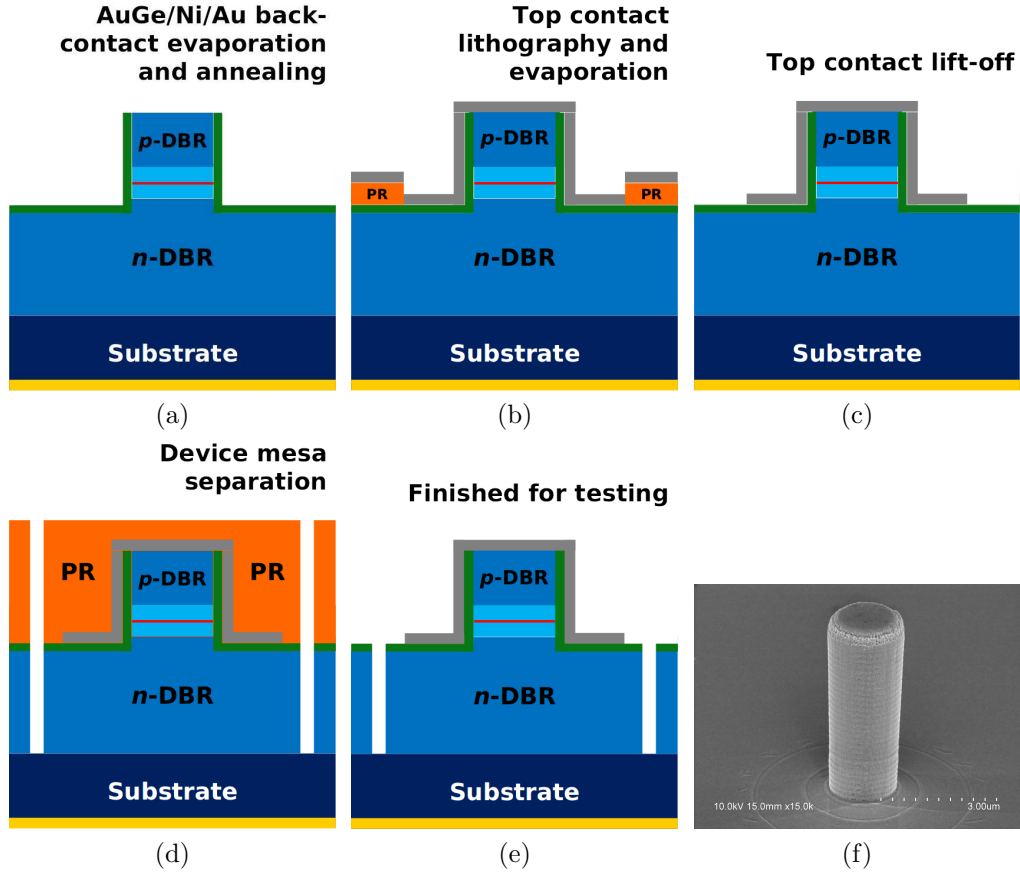 AuGe/Ni/Au back-
contact evaporation
and annealing
p-DBR
n-DBR
Substrate
(a)
Top contact
lithography and
evaporation
p-DBR
PR
PR
n-DBR
Substrate
(b)
Top contact lift-off
p-DBR
n-DBR
Substrate
(c)
Device mesa
separation
PR
PR
p-DBR
n-DBR
Substrate
(d)
Finished for testing
p-DBR
n-DBR
Substrate
(e)
10.0kV 15.0mm x15.0k
3.00um
(f)